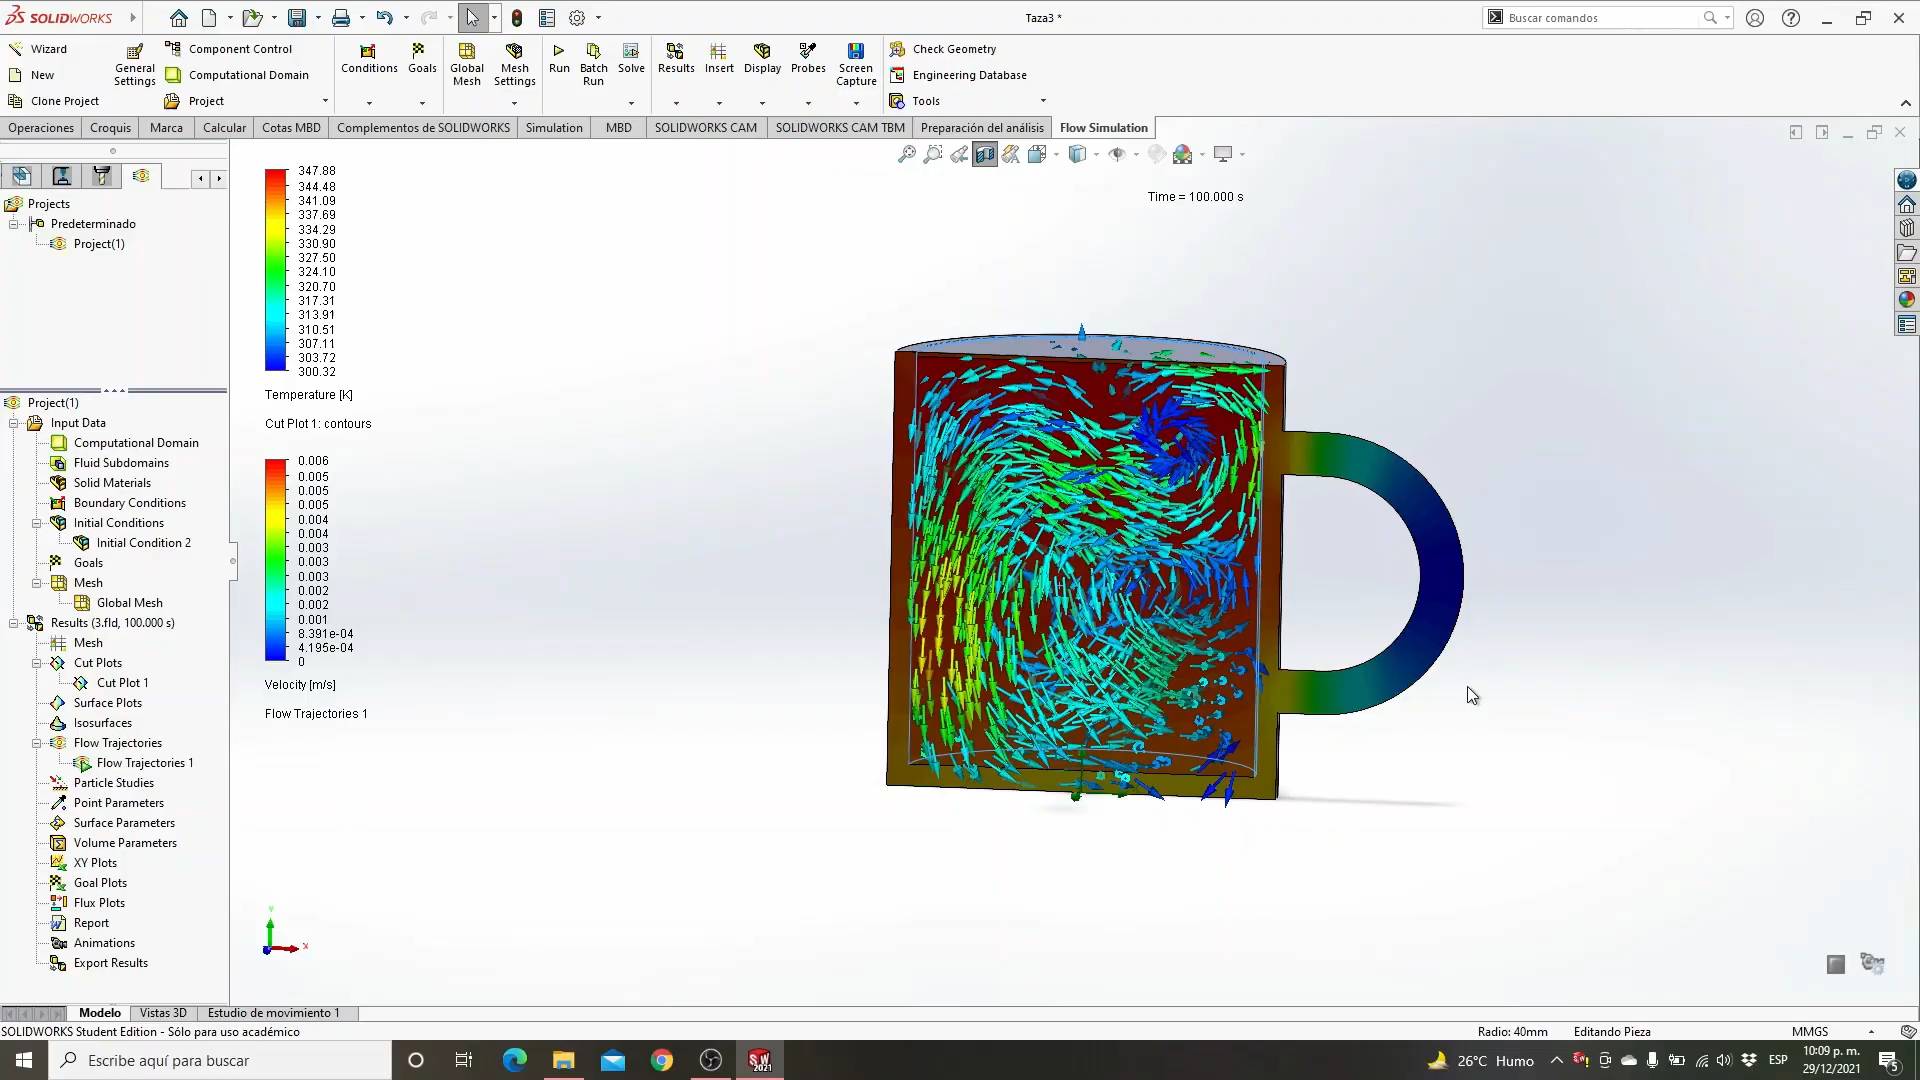 SOLIDWORKS
Taza3 *
Buscar comandos
Wizard
New
Clone Project
General Settings
Component Control
Computational Domain
Project
Conditions
Goals
Global Mesh
Mesh Settings
Run
Batch Run
Solve
Results
Insert
Display
Probes
Screen Capture
Check Geometry
Engineering Database
Tools
Operaciones
Croquis
Marca
Calcular
Cotas MBD
Complementos de SOLIDWORKS
Simulation
MBD
SOLIDWORKS CAM
SOLIDWORKS CAM TBM
Preparación del análisis
Flow Simulation
Projects
Predeterminado
Project(1)
Project(1)
Input Data
Computational Domain
Fluid Subdomains
Solid Materials
Boundary Conditions
Initial Conditions
Initial Condition 2
Goals
Mesh
Global Mesh
Results (3.fld, 100.000 s)
Mesh
Cut Plots
Cut Plot 1
Surface Plots
Isosurfaces
Flow Trajectories
Flow Trajectories 1
Particle Studies
Point Parameters
Surface Parameters
Volume Parameters
XY Plots
Goal Plots
Flux Plots
Report
Animations
Export Results
347.88
344.48
341.09
337.69
334.29
330.90
327.50
324.10
320.70
317.31
313.91
310.51
307.11
303.72
300.32
Temperature [K]
Cut Plot 1: contours
0.006
0.005
0.005
0.005
0.004
0.004
0.003
0.003
0.003
0.002
0.002
0.001
8.391e-04
4.195e-04
0
Velocity [m/s]
Flow Trajectories 1
Time = 100.000 s
Y
X
Modelo
Vistas 3D
Estudio de movimiento 1
SOLIDWORKS Student Edition - Sólo para uso académico
Radio: 40mm
Editando Pieza
MMGS
Escribe aquí para buscar
SW
2021
26°C Humo
ESP
10:09 p. m.
29/12/2021
5